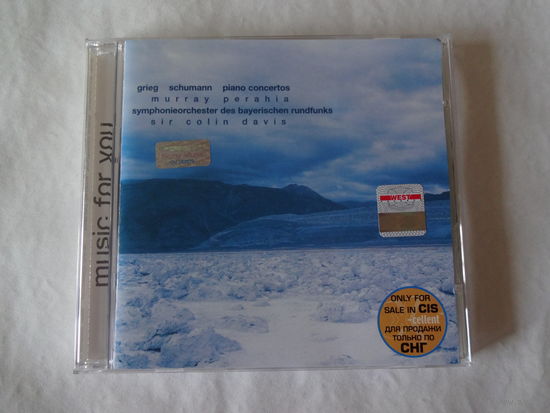 grieg schumann piano concertos
murray perahia
symphonieorchester des bayerischen rundfunks
sir colin davis
music for you
WEST
ONLY FOR
SALE IN CIS
ДЛЯ ПРОДАЖИ
ТОЛЬКО ПО
СНГ